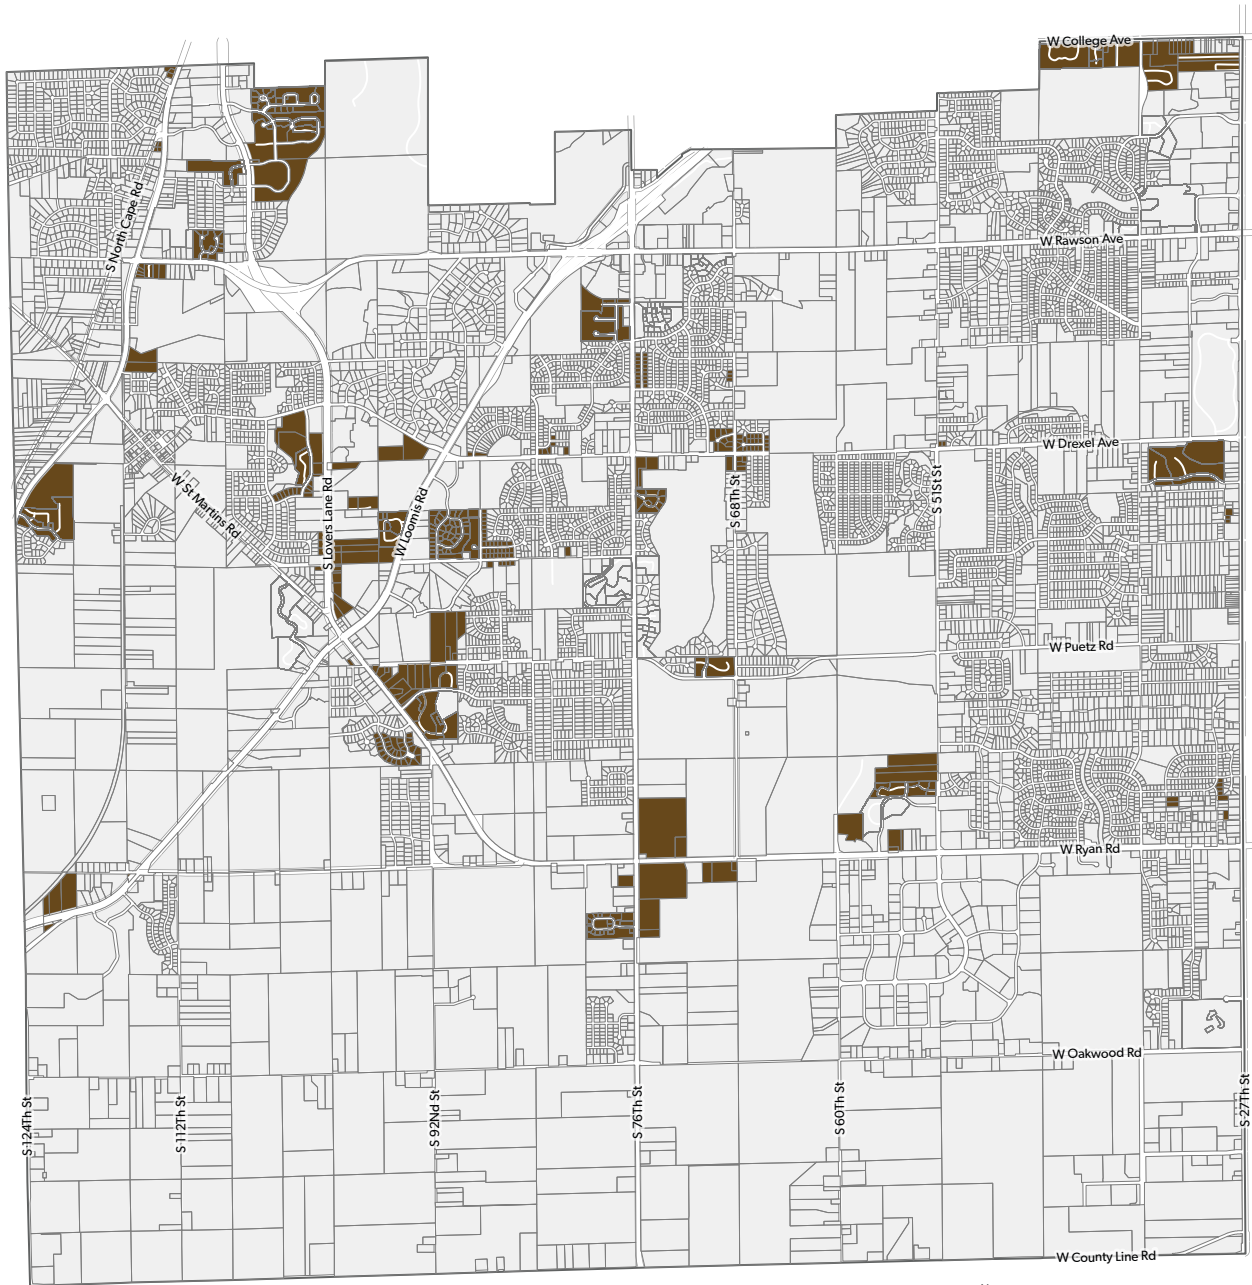 W College Ave
S North Cape Rd
W Rawson Ave
W Drexel Ave
W St Martins Rd
S Lovers Lane Rd
W Loomis Rd
S 68Th St
S 51St St
W Puetz Rd
W Ryan Rd
W Oakwood Rd
S 124Th St
S 112Th St
S 92Nd St
S 76Th St
S 60Th St
S 27Th St
W County Line Rd